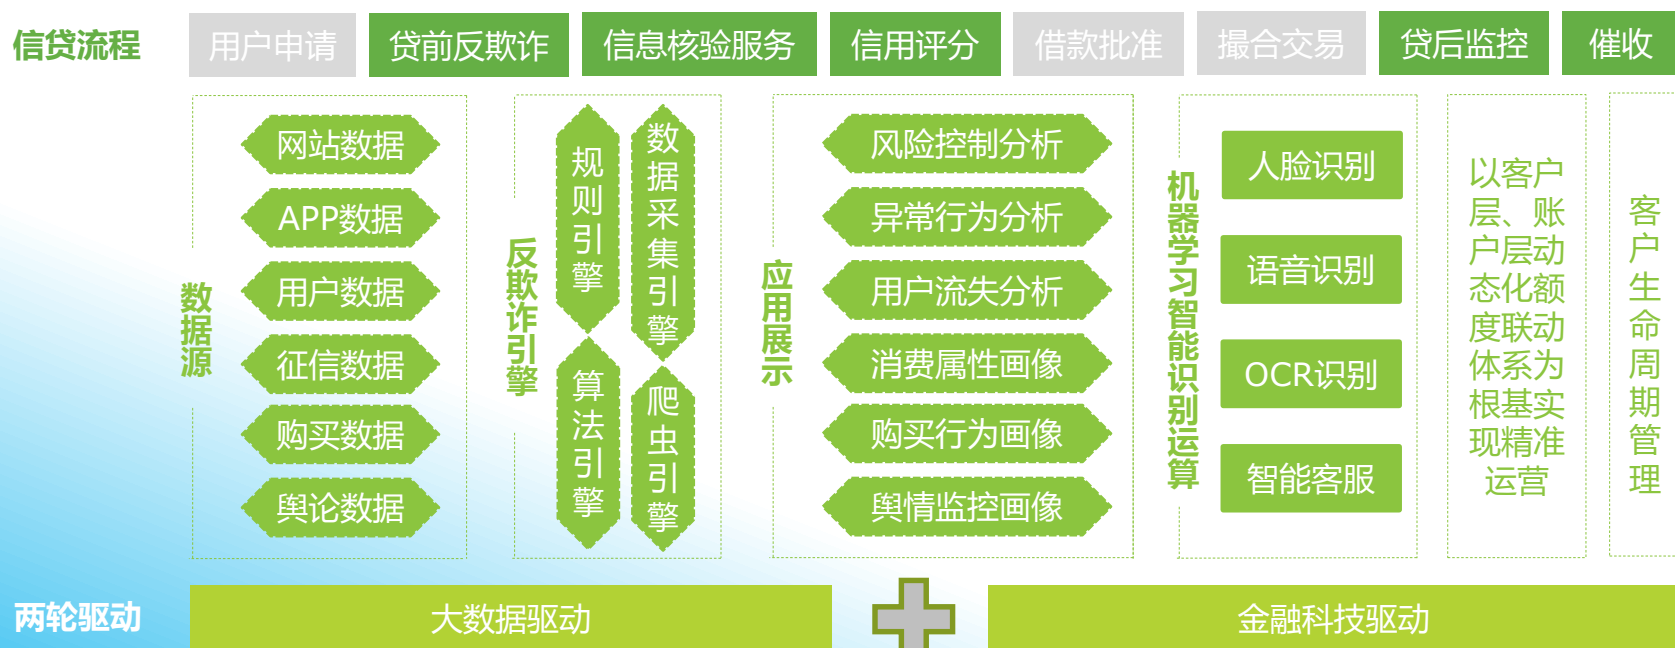 信贷流程
用户申请
贷前反欺诈
信息核验服务
信用评分
借款批准
撮合交易
贷后监控
催收
数据源
网站数据
APP数据
用户数据
征信数据
购买数据
舆论数据
反欺诈引擎
规则引擎
数据采集引擎
算法引擎
爬虫引擎
应用展示
风险控制分析
异常行为分析
用户流失分析
消费属性画像
购买行为画像
舆情监控画像
机器学习智能识别运算
人脸识别
语音识别
OCR识别
智能客服
以客户
层、账
户层动
态化额
度联动
体系为
根基实
现精准
运营
客户生命周期管理
两轮驱动
大数据驱动
金融科技驱动